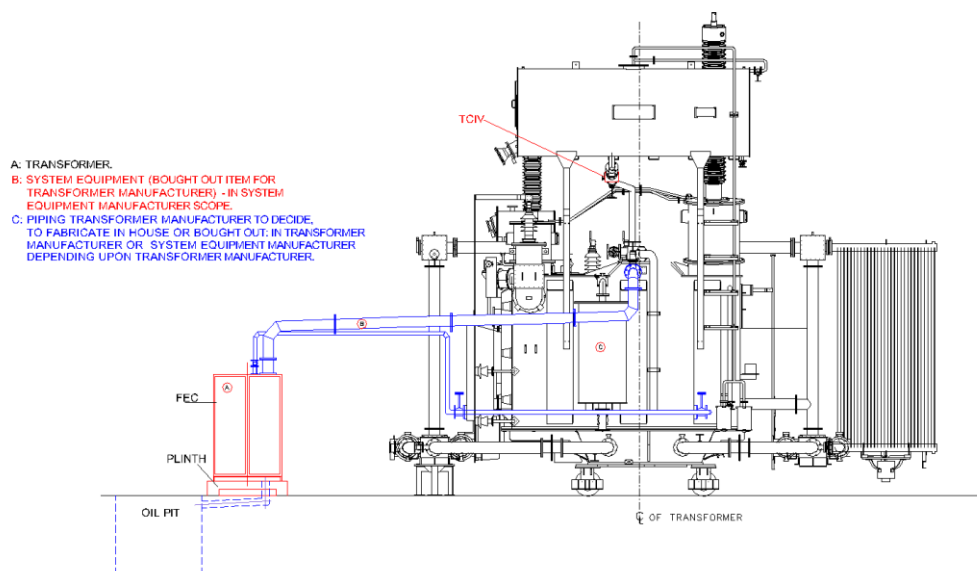 TCIV
A: TRANSFORMER.
B: SYSTEM EQUIPMENT (BOUGHT OUT ITEM FOR
TRANSFORMER MANUFACTURER) - IN SYSTEM
EQUIPMENT MANUFACTURER SCOPE.
C: PIPING TRANSFORMER MANUFACTURER TO DECIDE,
TO FABRICATE IN HOUSE OR BOUGHT OUT: IN TRANSFORMER
MANUFACTURER OR SYSTEM EQUIPMENT MANUFACTURER
DEPENDING UPON TRANSFORMER MANUFACTURER.
B
C
A
FEC
PLINTH
OIL PIT
℄ OF TRANSFORMER